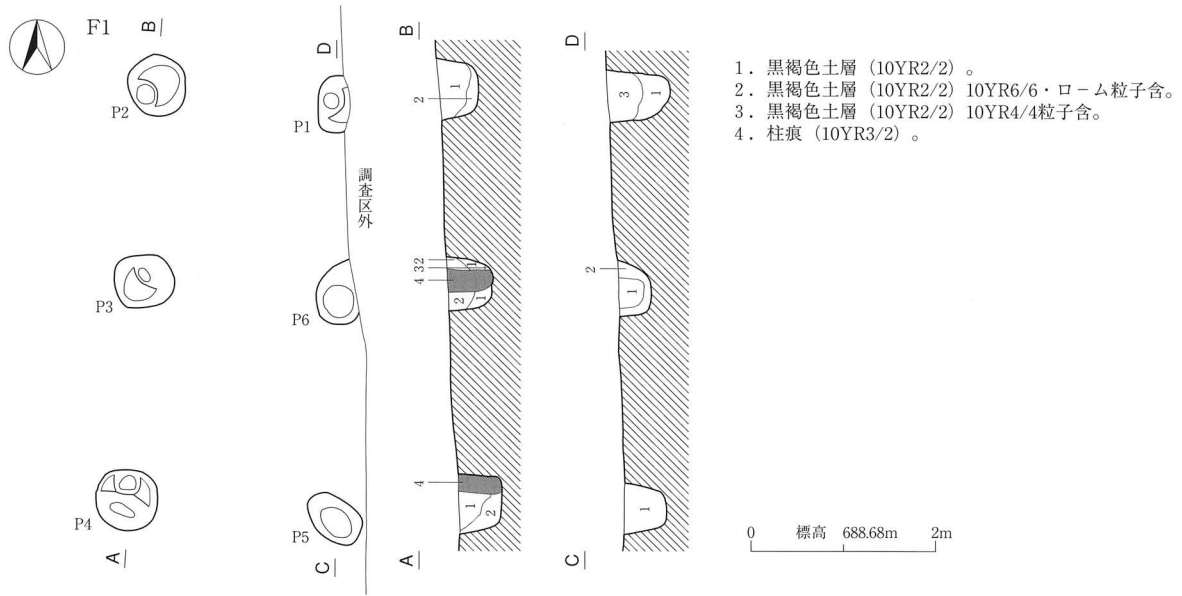 F1
B
P2
D
P1
調査区外
P3
P6
P4
A
P5
C
B
1
2
3 2
1
4
2
1
4
1
2
A
D
3
1
2
1
1
C
1．黒褐色土層（10YR2/2）。
2．黒褐色土層（10YR2/2）10YR6/6・ローム粒子含。
3．黒褐色土層（10YR2/2）10YR4/4粒子含。
4．柱痕（10YR3/2）。
0 標高 688.68m 2m